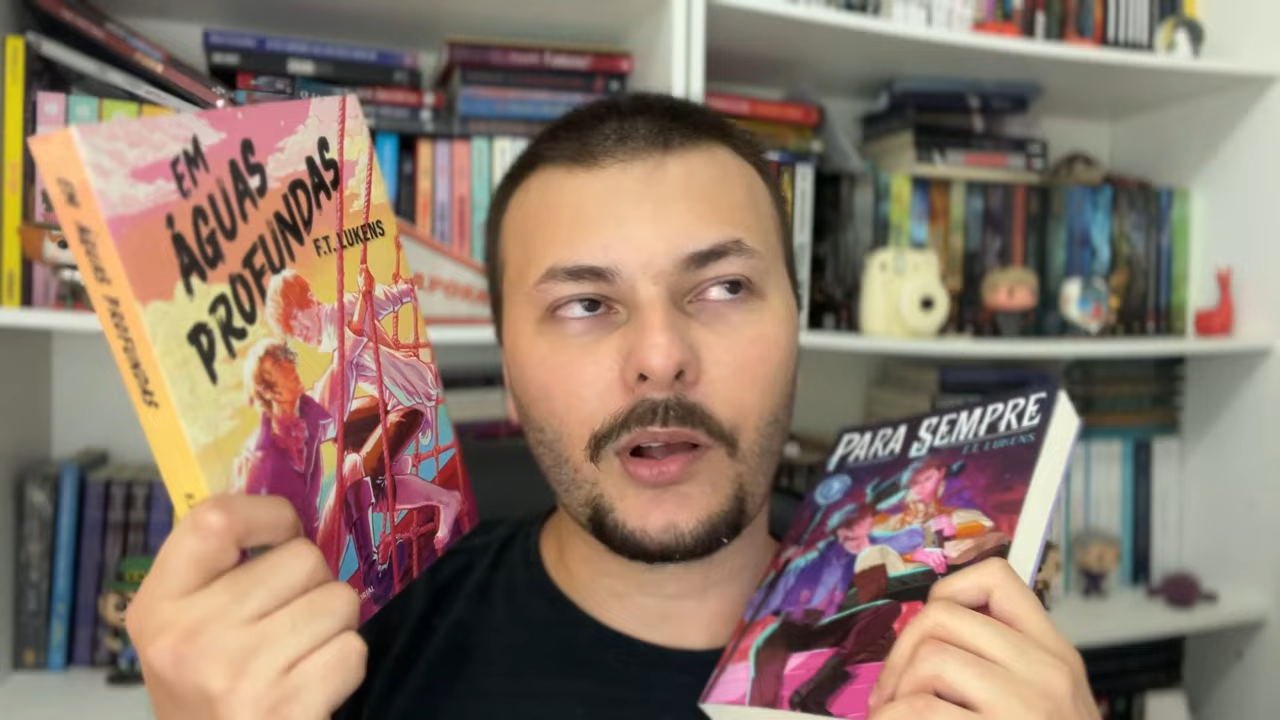 EM
ÁGUAS
PROFUNDAS
F.T. LUKENS
EM ÁGUAS PROFUNDAS
PARA SEMPRE
F.T. LUKENS